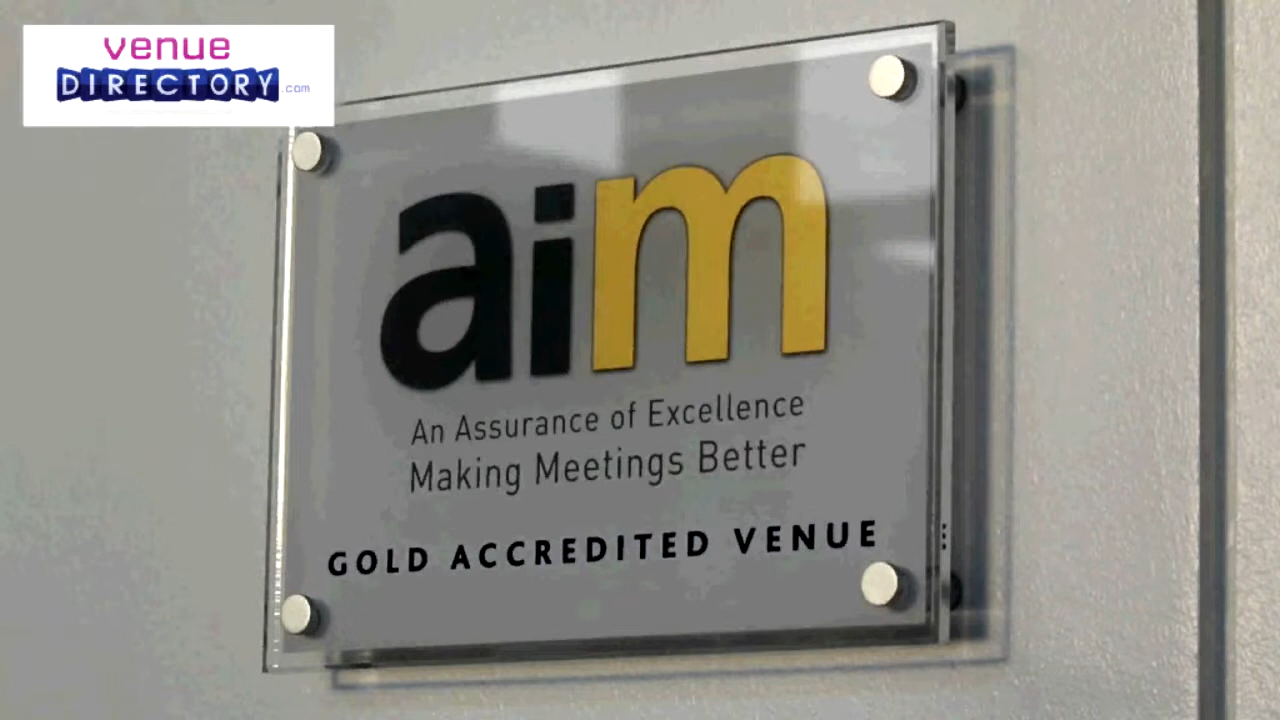 venue
DIRECTORY.com
aim
An Assurance of Excellence
Making Meetings Better
GOLD ACCREDITED VENUE